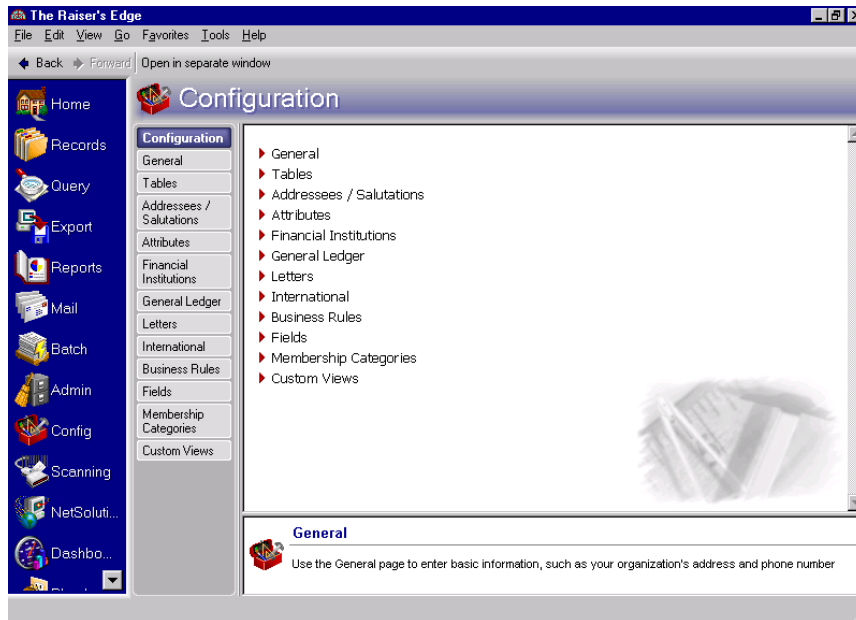 The Raiser's Edge
File Edit View Go Favorites Tools Help
Back Forward Open in separate window
Home
Records
Query
Export
Reports
Mail
Batch
Admin
Config
Scanning
NetSoluti...
Dashbo...
Configuration
Configuration
General
Tables
Addressees /
Salutations
Attributes
Financial
Institutions
General Ledger
Letters
International
Business Rules
Fields
Membership
Categories
Custom Views
General
Tables
Addressees / Salutations
Attributes
Financial Institutions
General Ledger
Letters
International
Business Rules
Fields
Membership Categories
Custom Views
General
Use the General page to enter basic information, such as your organization's address and phone number